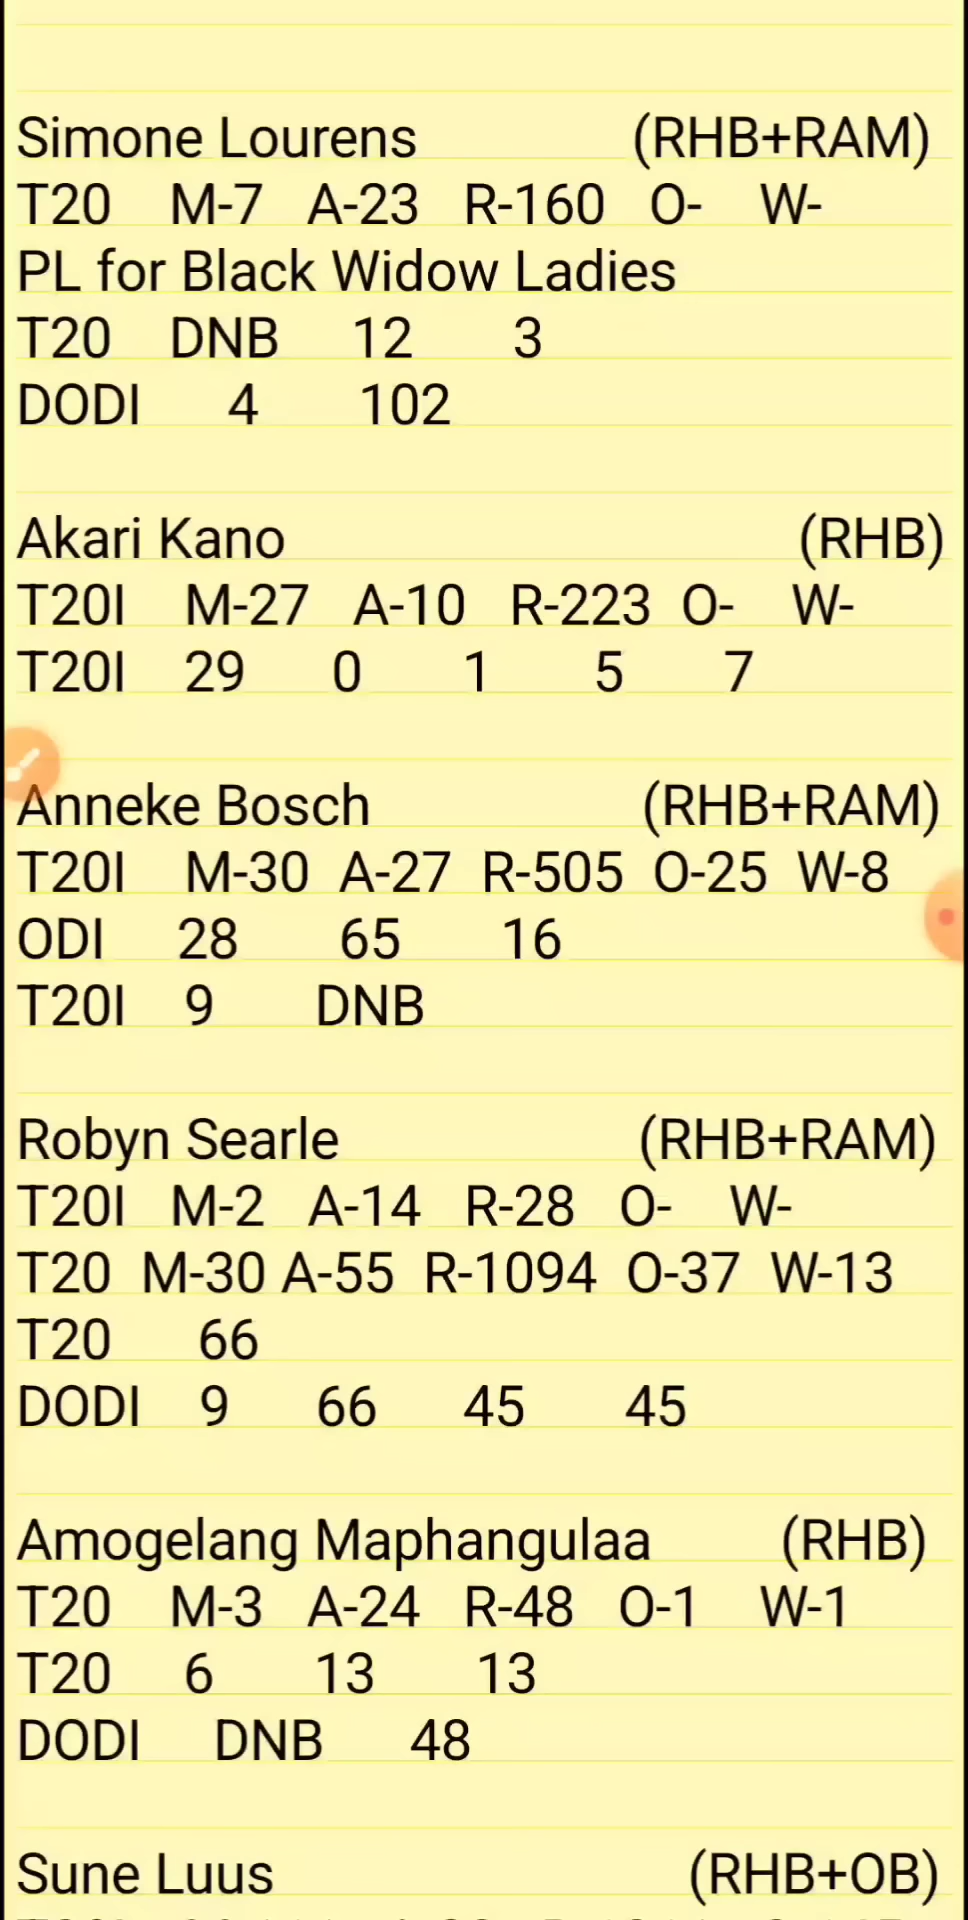 Simone Lourens (RHB+RAM)
T20 M-7 A-23 R-160 O- W-
PL for Black Widow Ladies
T20 DNB 12 3
DODI 4 102
Akari Kano (RHB)
T20I M-27 A-10 R-223 O- W-
T20I 29 0 1 5 7
Anneke Bosch (RHB+RAM)
T20I M-30 A-27 R-505 O-25 W-8
ODI 28 65 16
T20I 9 DNB
Robyn Searle (RHB+RAM)
T20I M-2 A-14 R-28 O- W-
T20 M-30 A-55 R-1094 O-37 W-13
T20 66
DODI 9 66 45 45
Amogelang Maphangulaa (RHB)
T20 M-3 A-24 R-48 O-1 W-1
T20 6 13 13
DODI DNB 48
Sune Luus (RHB+OB)